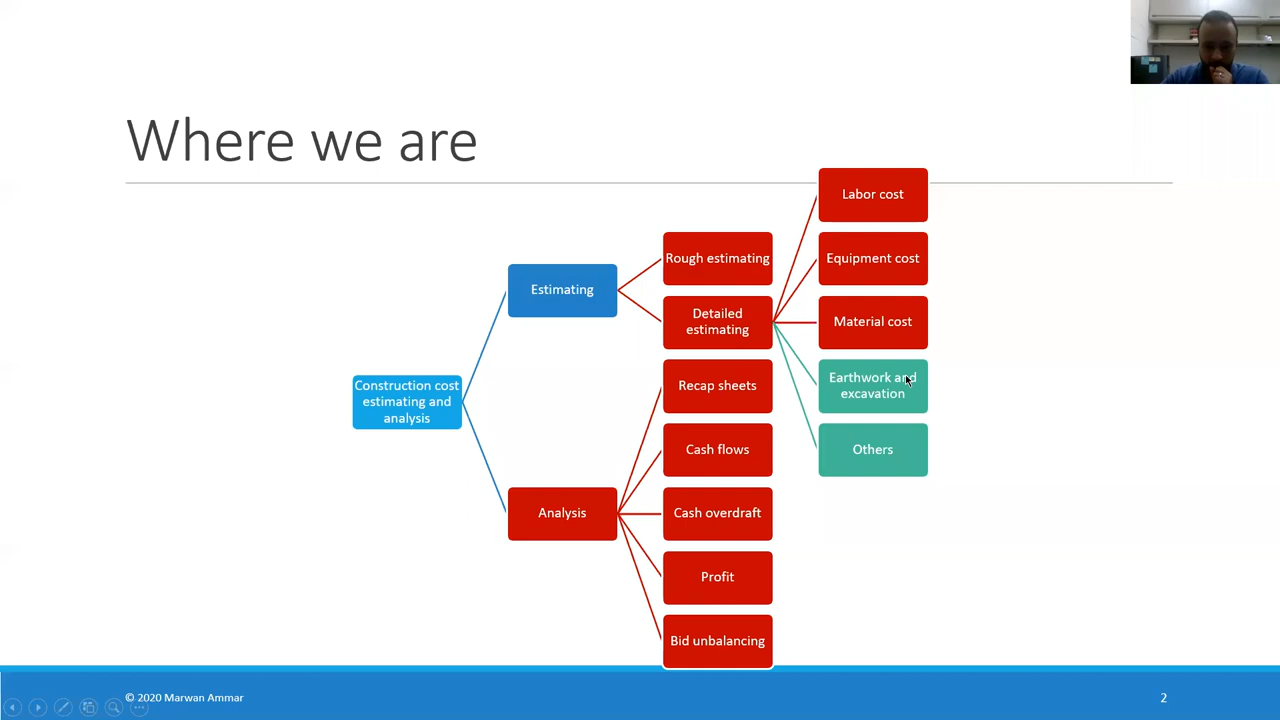 Where we are
Labor cost
Rough estimating
Equipment cost
Estimating
Detailed
estimating
Material cost
Construction cost
estimating and
analysis
Recap sheets
Earthwork and
excavation
Cash flows
Others
Analysis
Cash overdraft
Profit
Bid unbalancing
© 2020 Marwan Ammar
2